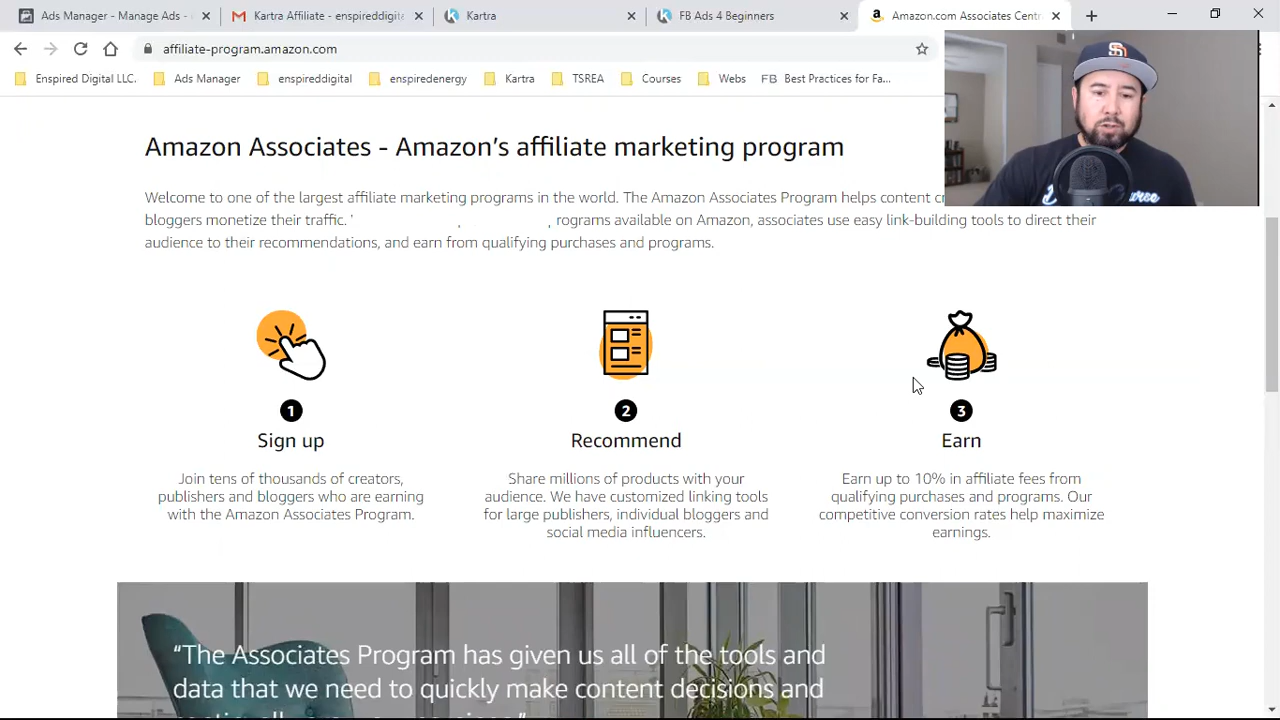 Ads Manager - Manage Ads -
Kartra Affiliate - enspireddigita
Kartra
FB Ads 4 Beginners
Amazon.com Associates Centr
affiliate-program.amazon.com
Enspired Digital LLC.
Ads Manager
enspireddigital
enspiredenergy
Kartra
TSREA
Courses
Webs
FB Best Practices for Fa...
Amazon Associates - Amazon's affiliate marketing program
Welcome to one of the largest affiliate marketing programs in the world. The Amazon Associates Program helps content
bloggers monetize their traffic. rograms available on Amazon, associates use easy link-building tools to direct their
audience to their recommendations, and earn from qualifying purchases and programs.
1
Sign up
Join tens of thousands of creators,
publishers and bloggers who are earning
with the Amazon Associates Program.
2
Recommend
Share millions of products with your
audience. We have customized linking tools
for large publishers, individual bloggers and
social media influencers.
3
Earn
Earn up to 10% in affiliate fees from
qualifying purchases and programs. Our
competitive conversion rates help maximize
earnings.
"The Associates Program has given us all of the tools and
data that we need to quickly make content decisions and